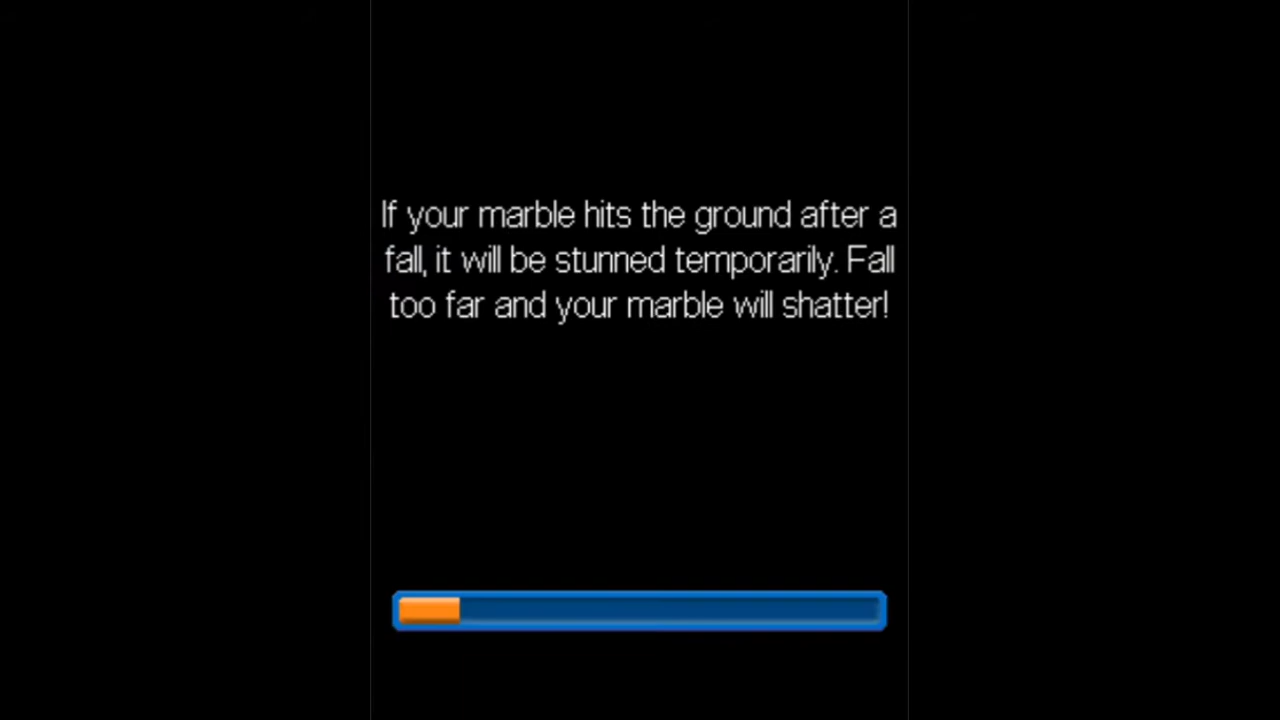 If your marble hits the ground after a
fall, it will be stunned temporarily. Fall
too far and your marble will shatter!